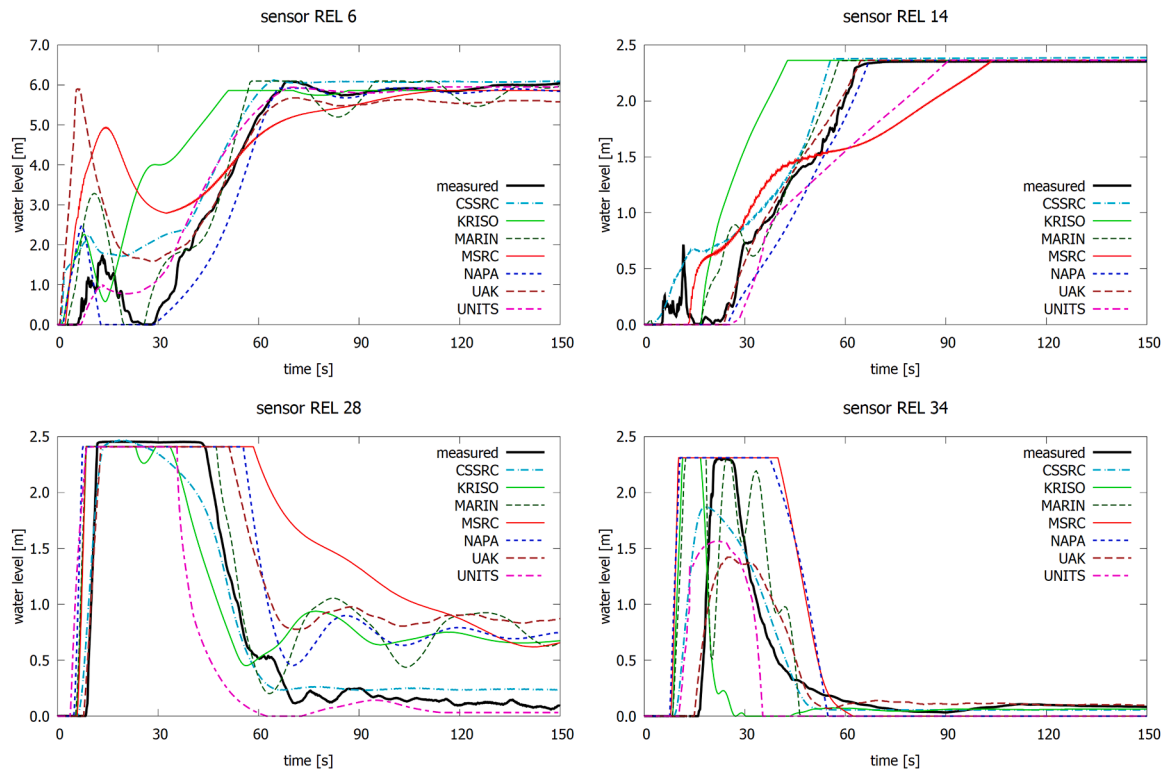 sensor REL 6
7.0
6.0
5.0
4.0
3.0
2.0
1.0
0.0
water level [m]
measured
CSSRC
KRISO
MARIN
MSRC
NAPA
UAK
UNITS
0 30 60 90 120 150
time [s]
sensor REL 14
2.5
2.0
1.5
1.0
0.5
0.0
water level [m]
measured
CSSRC
KRISO
MARIN
MSRC
NAPA
UAK
UNITS
0 30 60 90 120 150
time [s]
sensor REL 28
2.5
2.0
1.5
1.0
0.5
0.0
water level [m]
measured
CSSRC
KRISO
MARIN
MSRC
NAPA
UAK
UNITS
0 30 60 90 120 150
time [s]
sensor REL 34
2.5
2.0
1.5
1.0
0.5
0.0
water level [m]
measured
CSSRC
KRISO
MARIN
MSRC
NAPA
UAK
UNITS
0 30 60 90 120 150
time [s]